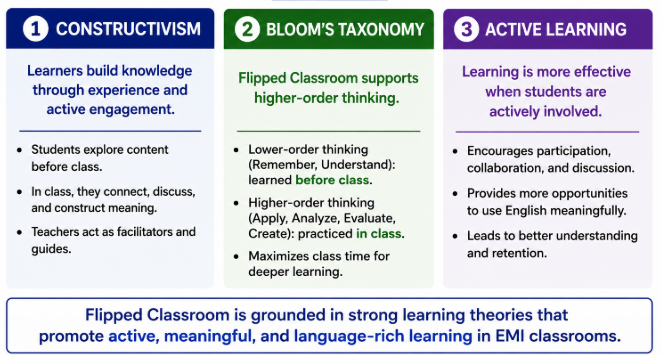 1 CONSTRUCTIVISM
Learners build knowledge
through experience and
active engagement.
• Students explore content
before class.
• In class, they connect, discuss,
and construct meaning.
• Teachers act as facilitators and
guides.
2 BLOOM'S TAXONOMY
Flipped Classroom supports
higher-order thinking.
• Lower-order thinking
(Remember, Understand):
learned before class.
• Higher-order thinking
(Apply, Analyze, Evaluate,
Create): practiced in class.
• Maximizes class time for
deeper learning.
3 ACTIVE LEARNING
Learning is more effective
when students are
actively involved.
• Encourages participation,
collaboration, and discussion.
• Provides more opportunities
to use English meaningfully.
• Leads to better understanding
and retention.
Flipped Classroom is grounded in strong learning theories that
promote active, meaningful, and language-rich learning in EMI classrooms.